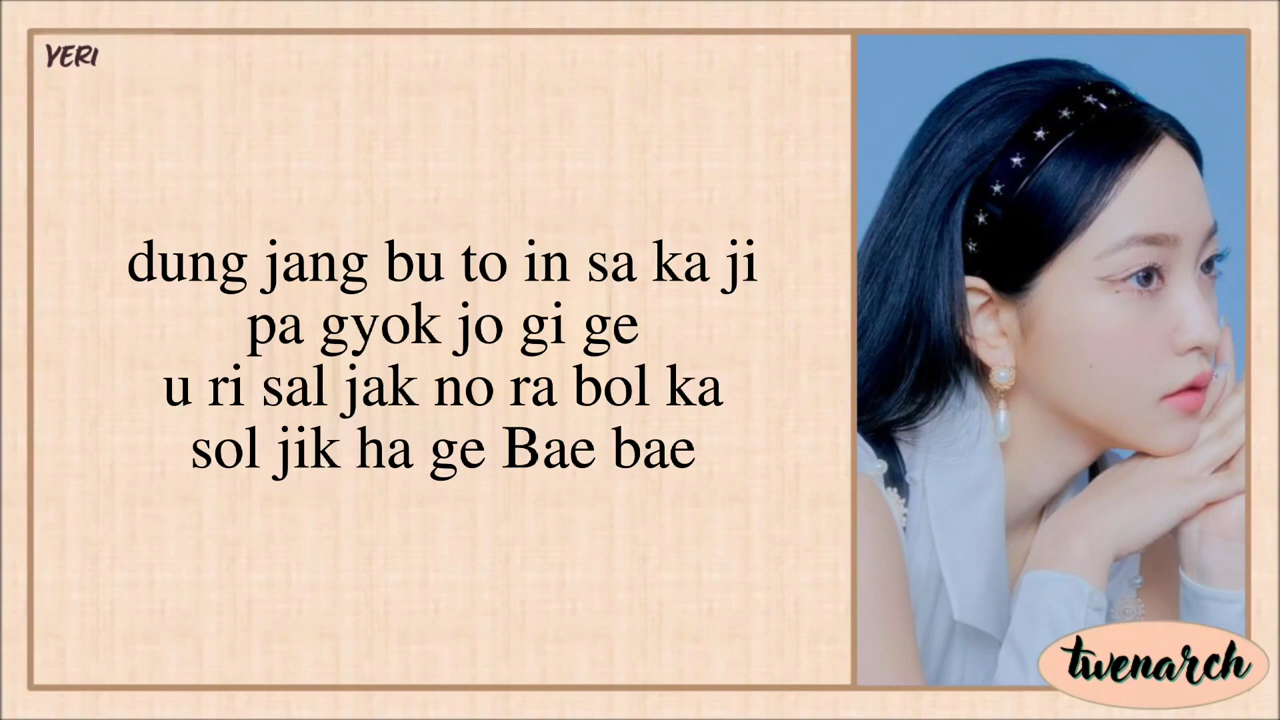 YERI
dung jang bu to in sa ka ji
pa gyok jo gi ge
u ri sal jak no ra bol ka
sol jik ha ge Bae bae
twenarch